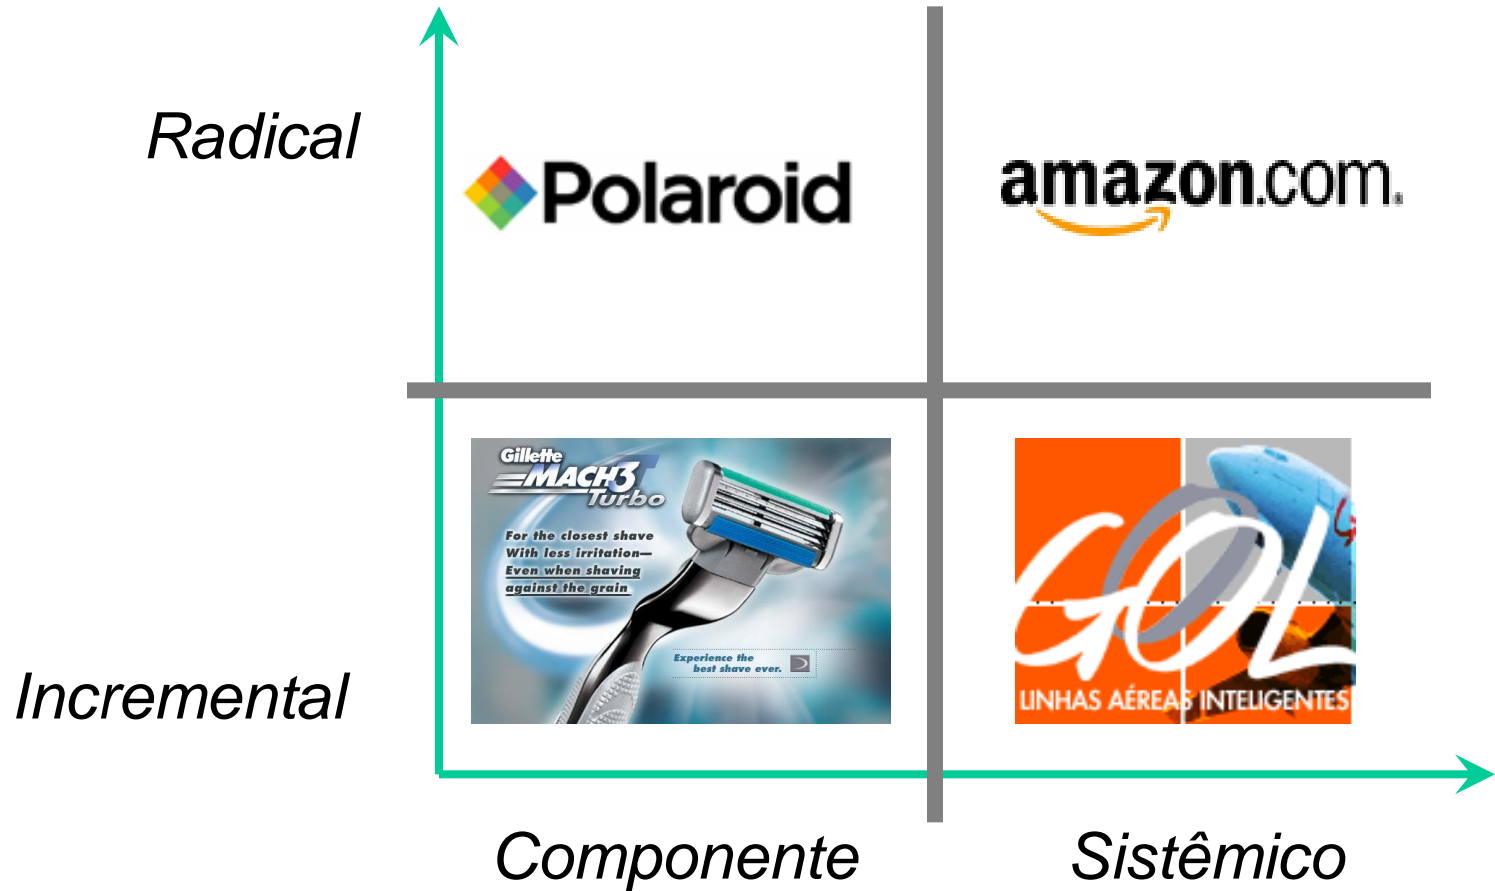 Radical
Polaroid
amazon.com.
Gillette
MACH3
Turbo
For the closest shave
With less irritation—
Even when shaving
against the grain
Experience the
best shave ever.
GOL
LINHAS AÉREAS INTELIGENTES
Incremental
Componente
Sistêmico